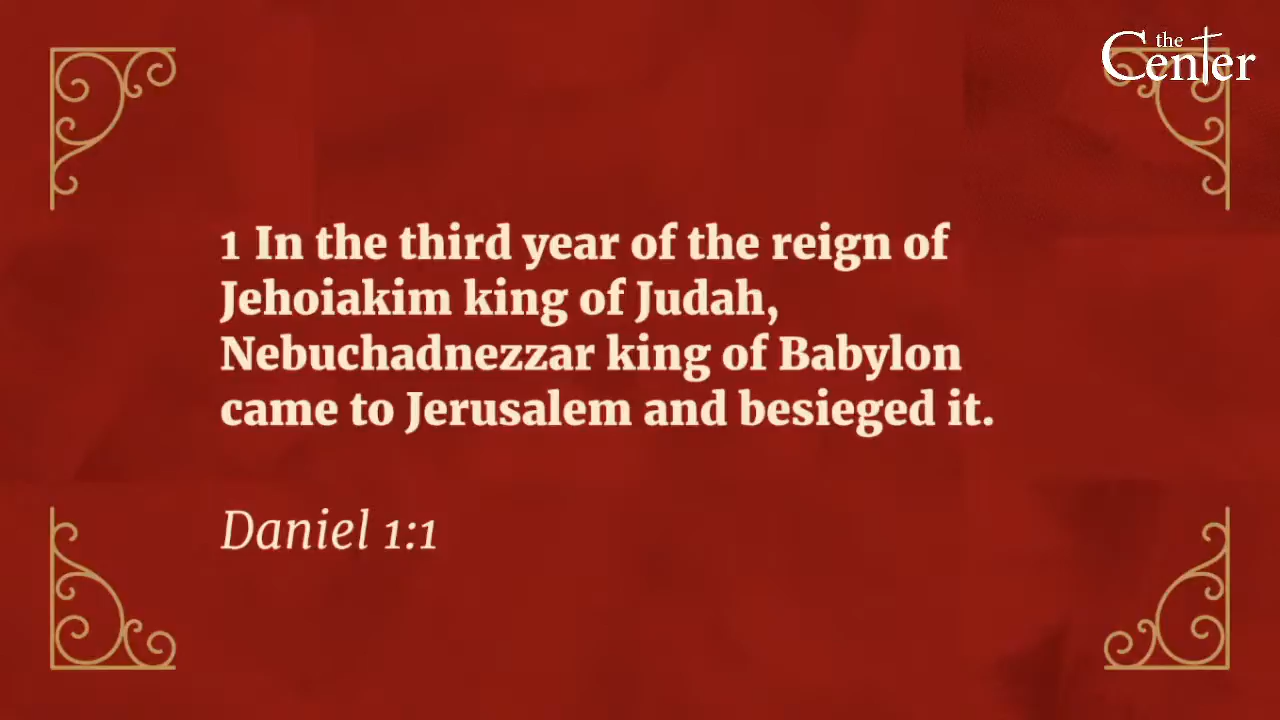 the
Center
1 In the third year of the reign of
Jehoiakim king of Judah,
Nebuchadnezzar king of Babylon
came to Jerusalem and besieged it.
Daniel 1:1